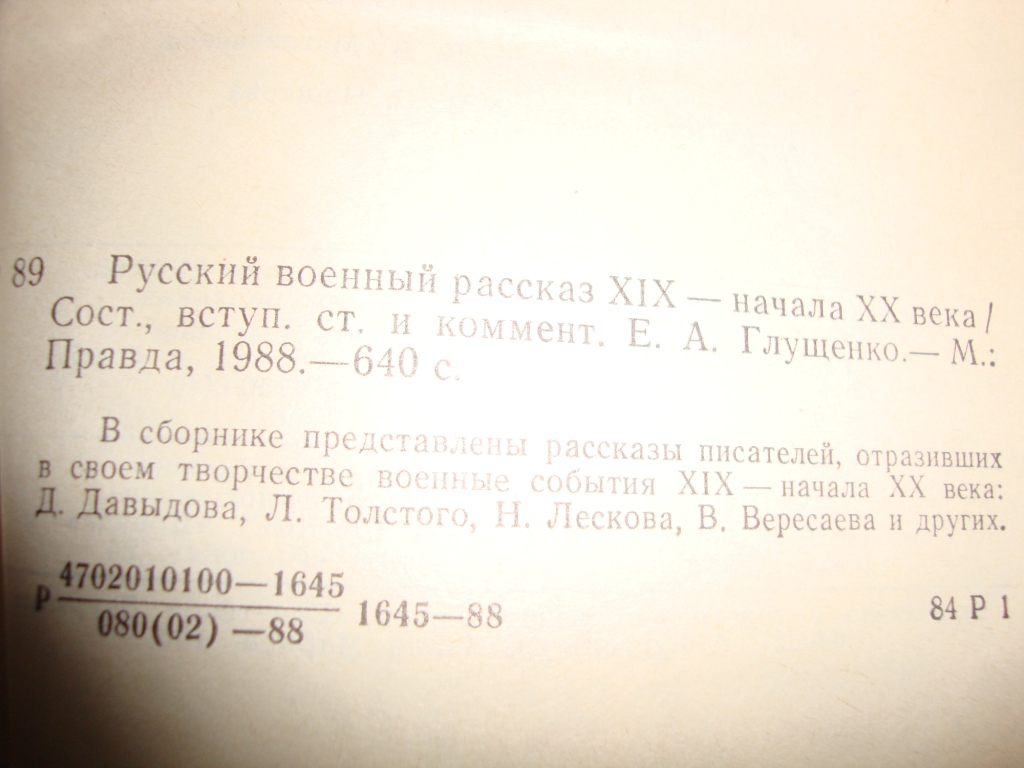 89 Русский военный рассказ XIX — начала XX века /
Сост., вступ. ст. и коммент. Е. А. Глущенко.— М.:
Правда, 1988.—640 с.
В сборнике представлены рассказы писателей, отразивших
в своем творчестве военные события XIX — начала XX века:
Д. Давыдова, Л. Толстого, Н. Лескова, В. Вересаева и других.
4702010100—1645
Р 1645—88 84 Р 1
080(02) —88